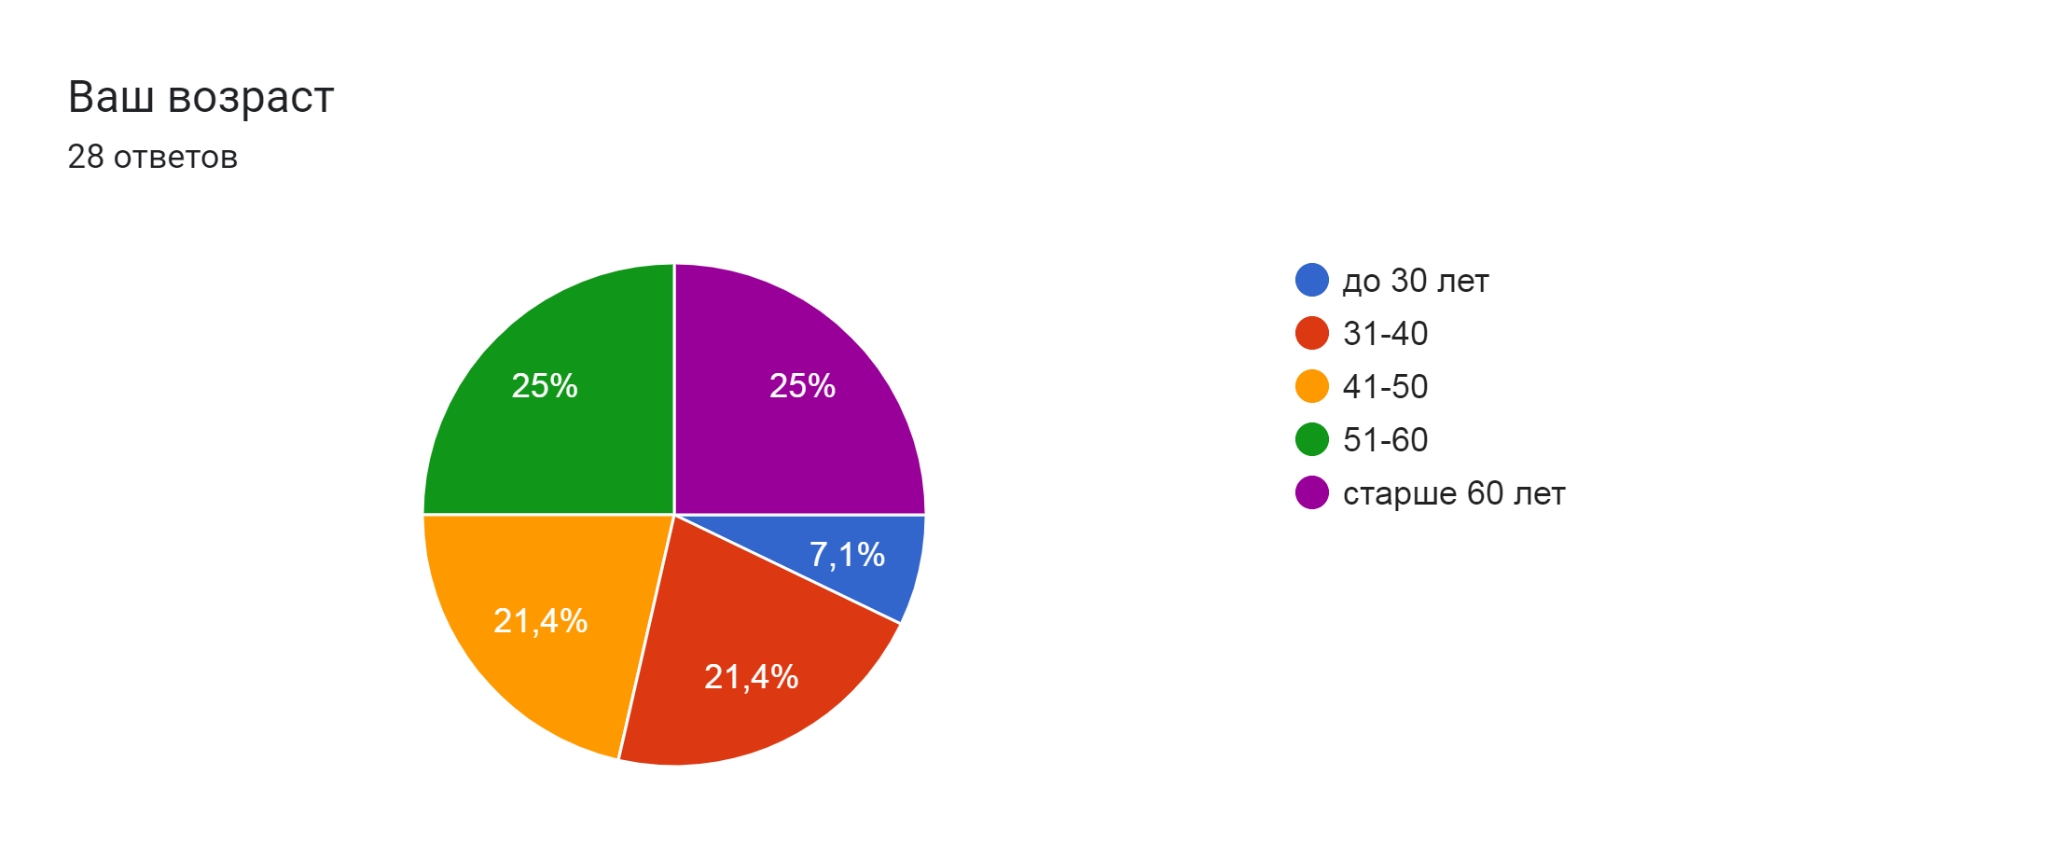 Ваш возраст
28 ответов
25%
25%
7,1%
21,4%
21,4%
до 30 лет
31-40
41-50
51-60
старше 60 лет